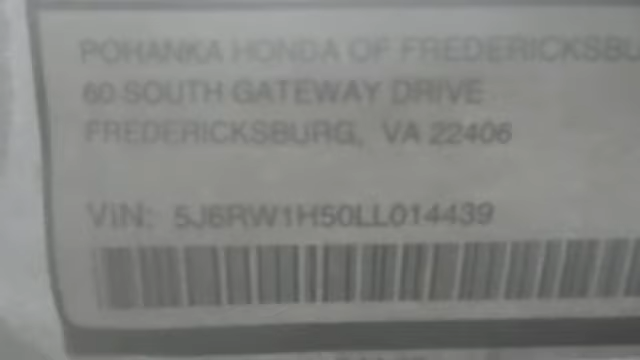 POHANKA HONDA OF FREDERICKSBU
60 SOUTH GATEWAY DRIVE
FREDERICKSBURG, VA 22406
VIN: 5J6RW1H50LL014439